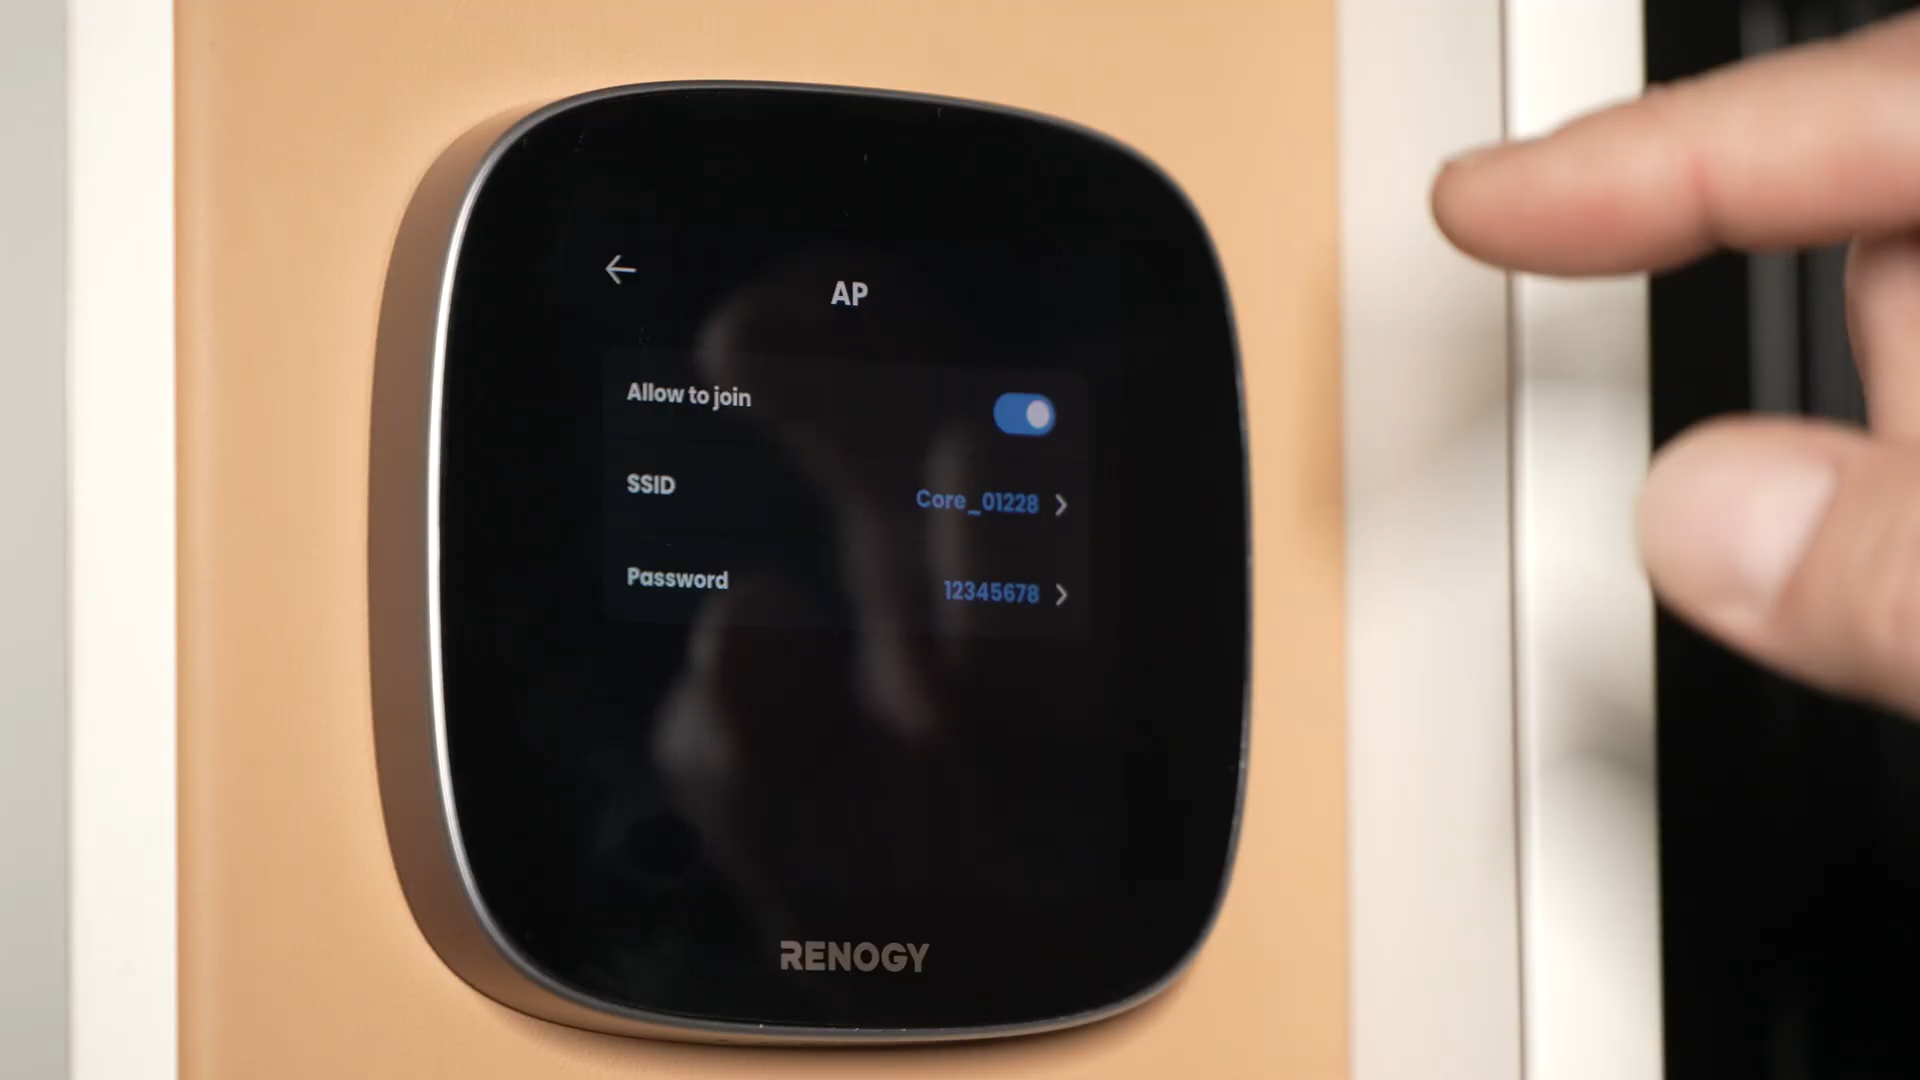 AP
Allow to join
SSID Core_01228
Password 12345678
RENOGY